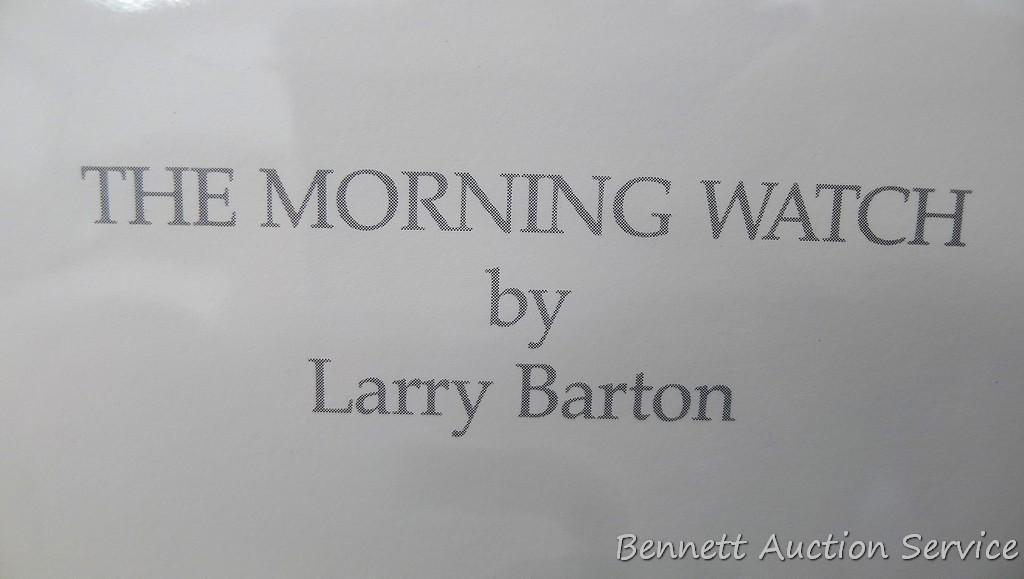 THE MORNING WATCH
by
Larry Barton
Bennett Auction Service